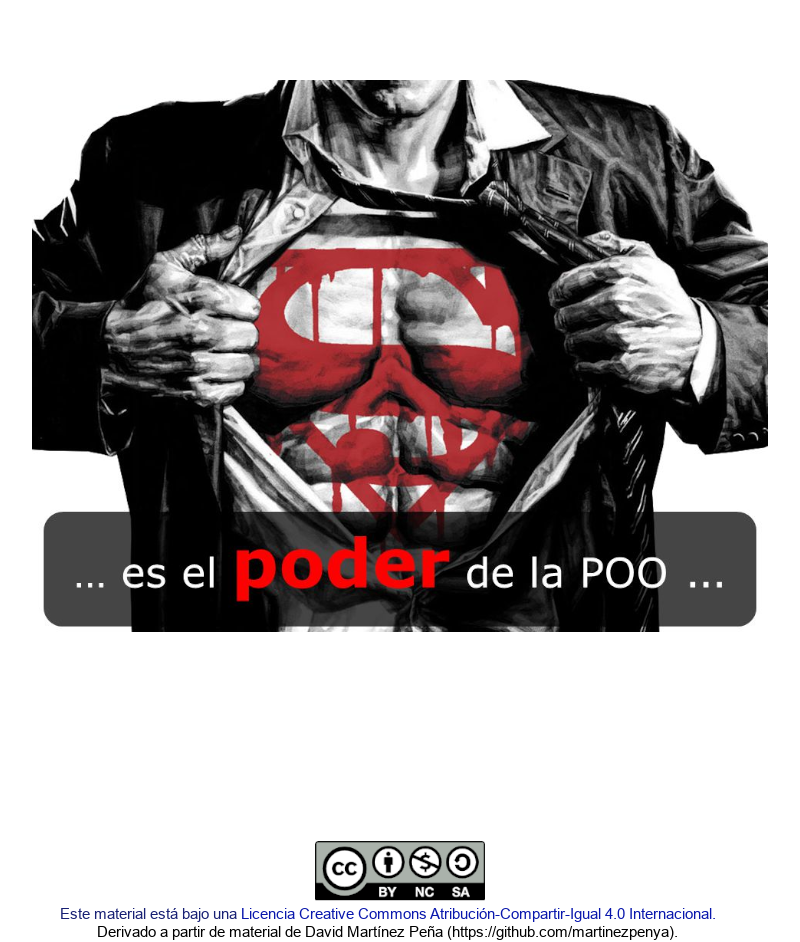 ... es el poder de la POO ...
cc
BY NC SA
Este material está bajo una Licencia Creative Commons Atribución-Compartir-Igual 4.0 Internacional.
Derivado a partir de material de David Martínez Peña (https://github.com/martinezpenya).